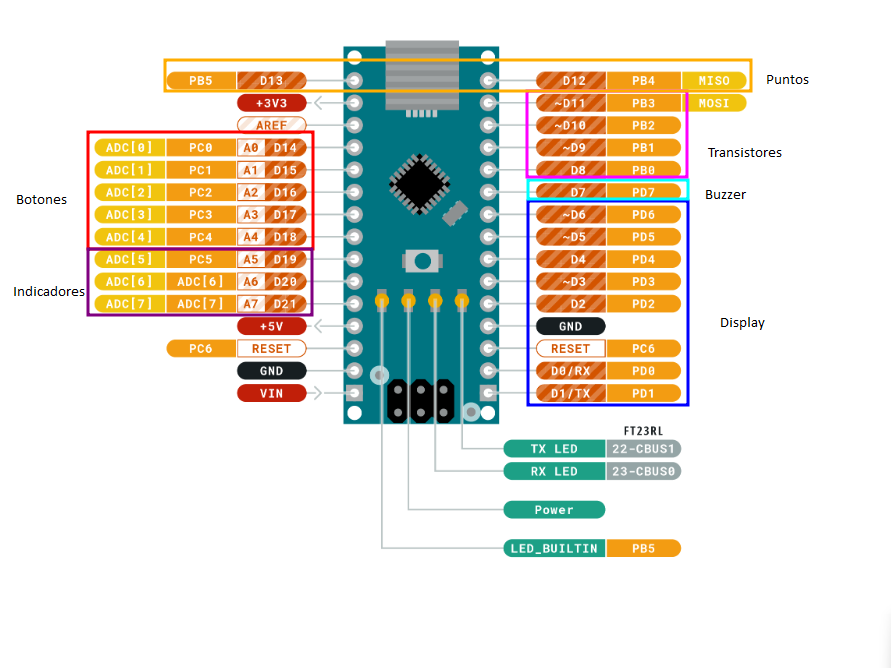 PB5 D13 D12 PB4 MISO Puntos
+3V3 ~D11 PB3 MOSI
AREF ~D10 PB2
ADC[0] PC0 A0 D14 ~D9 PB1
Transistores
ADC[1] PC1 A1 D15 D8 PB0
ADC[2] PC2 A2 D16 D7 PD7
Botones Buzzer
ADC[3] PC3 A3 D17 ~D6 PD6
ADC[4] PC4 A4 D18 ~D5 PD5
ADC[5] PC5 A5 D19 D4 PD4
ADC[6] ADC[6] A6 D20 ~D3 PD3
Indicadores
ADC[7] ADC[7] A7 D21 D2 PD2
+5V GND
Display
PC6 RESET RESET PC6
GND D0/RX PD0
VIN D1/TX PD1
FT23RL
TX LED 22-CBUS1
RX LED 23-CBUS0
Power
LED_BUILTIN PB5